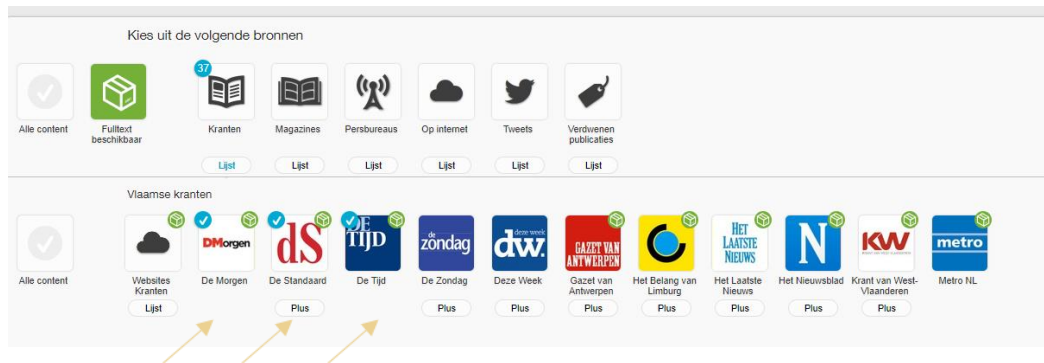 Kies uit de volgende bronnen
37
Alle content
Fulltext
beschikbaar
Kranten
Magazines
Persbureaus
Op internet
Tweets
Verdwenen
publicaties
Lijst
Lijst
Lijst
Lijst
Lijst
Lijst
Vlaamse kranten
DMorgen
dS
DE
TIJD
de
zondag
deze week
dw.
GAZET VAN
ANTWERPEN
HET
LAATSTE
NIEUWS
N
KW
metro
Alle content
Websites
Kranten
De Morgen
De Standaard
De Tijd
De Zondag
Deze Week
Gazet van
Antwerpen
Het Belang van
Limburg
Het Laatste
Nieuws
Het Nieuwsblad
Krant van West-
Vlaanderen
Metro NL
Lijst
Plus
Plus
Plus
Plus
Plus
Plus
Plus
Plus